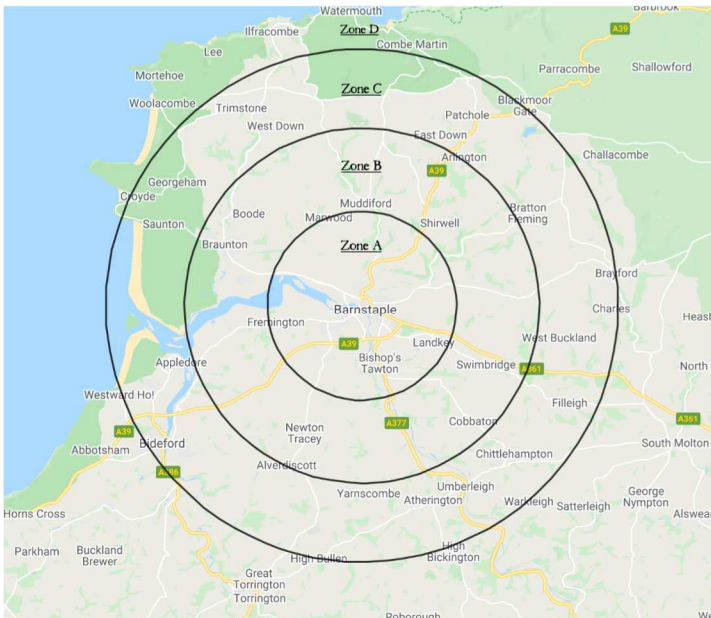 Watermouth
Barbrook
Ilfracombe
Zone D
A39
Combe Martin
Lee
Parracombe
Shallowford
Mortehoe
Zone C
Woolacombe
Trimstone
Blackmoor
Gate
Patchole
West Down
East Down
Challacombe
Arlington
Zone B
A39
Georgeham
Croyde
Muddiford
Bratton
Fleming
Boode
Marwood
Saunton
Shirwell
Braunton
Zone A
Brayford
Barnstaple
Charles
Fremington
West Buckland
A39
Landkey
Bishop's
Tawton
Appledore
Swimbridge
A361
North
Westward Ho!
Filleigh
A361
A377
Cobbaton
Newton
Tracey
A39
Bideford
South Molton
Abbotsham
Chittlehampton
Alverdiscott
Umberleigh
Yarnscombe
Atherington
Warkleigh
Satterleigh
George
Nympton
Horns Cross
Parkham
Buckland
Brewer
High Bullen
High
Bickington
Great
Torrington
Torrington